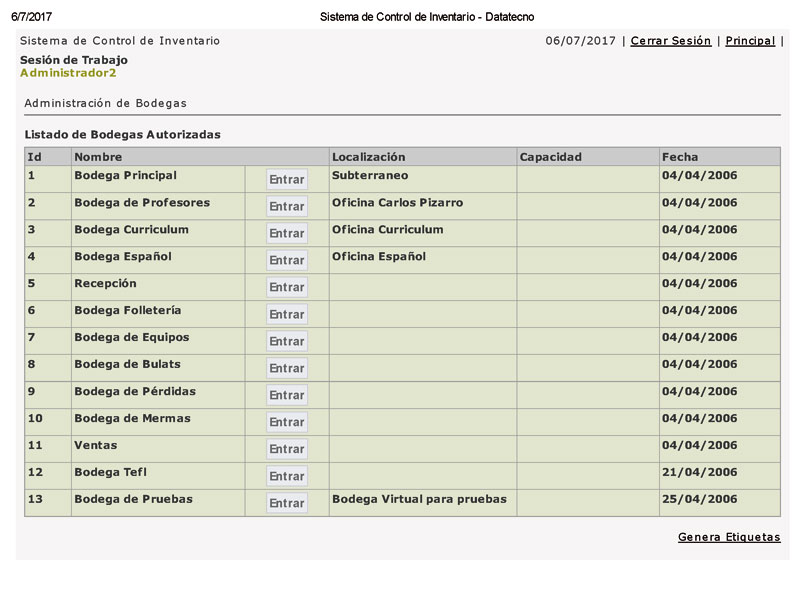 6/7/2017 Sistema de Control de Inventario - Datatecno
Sistema de Control de Inventario 06/07/2017 | Cerrar Sesión | Principal |
Sesión de Trabajo
Administrador2
Administración de Bodegas
Listado de Bodegas Autorizadas
Id Nombre Localización Capacidad Fecha
1 Bodega Principal Entrar Subterraneo 04/04/2006
2 Bodega de Profesores Entrar Oficina Carlos Pizarro 04/04/2006
3 Bodega Curriculum Entrar Oficina Curriculum 04/04/2006
4 Bodega Español Entrar Oficina Español 04/04/2006
5 Recepción Entrar 04/04/2006
6 Bodega Folletería Entrar 04/04/2006
7 Bodega de Equipos Entrar 04/04/2006
8 Bodega de Bulats Entrar 04/04/2006
9 Bodega de Pérdidas Entrar 04/04/2006
10 Bodega de Mermas Entrar 04/04/2006
11 Ventas Entrar 04/04/2006
12 Bodega Tefl Entrar 21/04/2006
13 Bodega de Pruebas Entrar Bodega Virtual para pruebas 25/04/2006
Genera Etiquetas